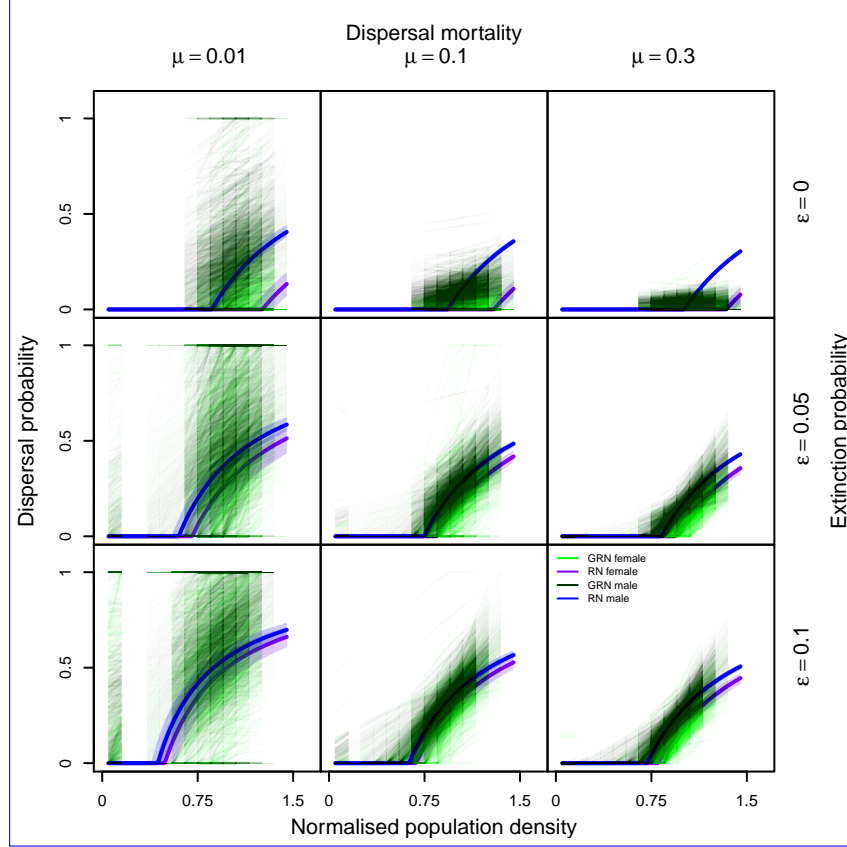 Dispersal mortality
μ = 0.01 μ = 0.1 μ = 0.3
1
0.5
0
ε = 0
1
0.5
0
ε = 0.05
1
0.5
0
ε = 0.1
Dispersal probability
Extinction probability
GRN female
RN female
GRN male
RN male
0 0.75 1.5 0 0.75 1.5 0 0.75 1.5
Normalised population density